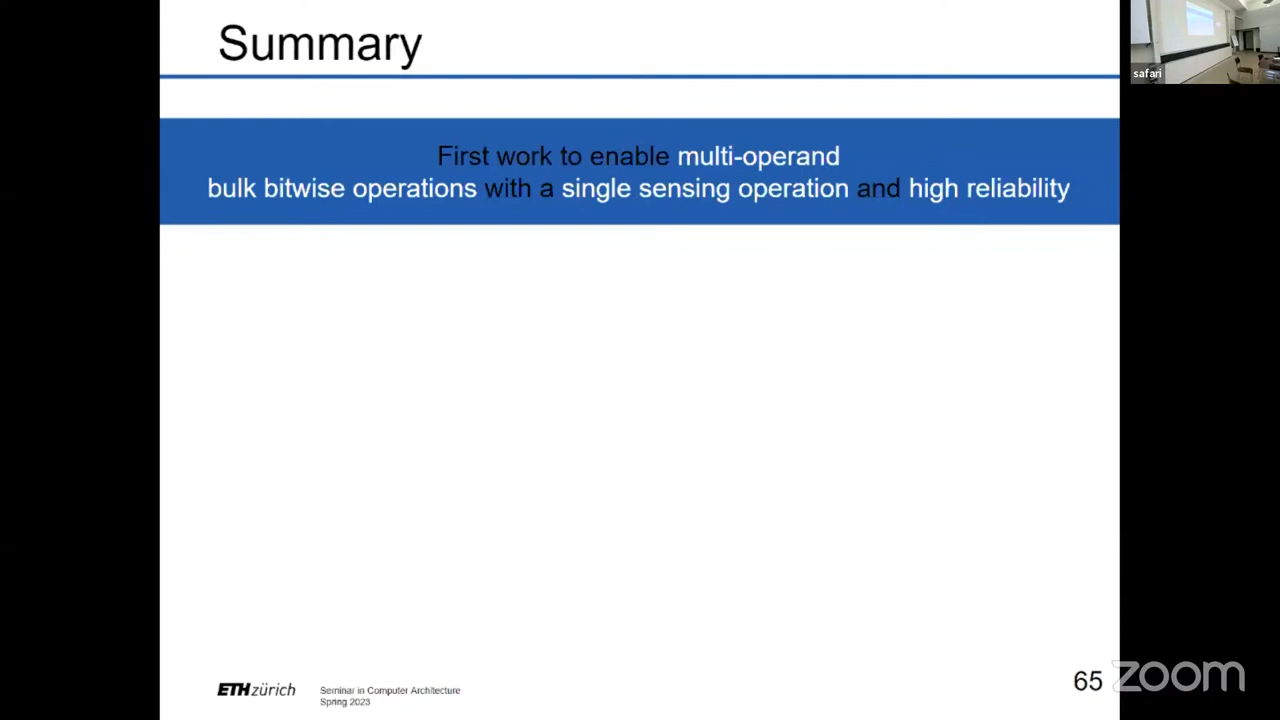 Summary
safari
First work to enable multi-operand
bulk bitwise operations with a single sensing operation and high reliability
ETH zürich
Seminar in Computer Architecture
Spring 2023
65
zoom